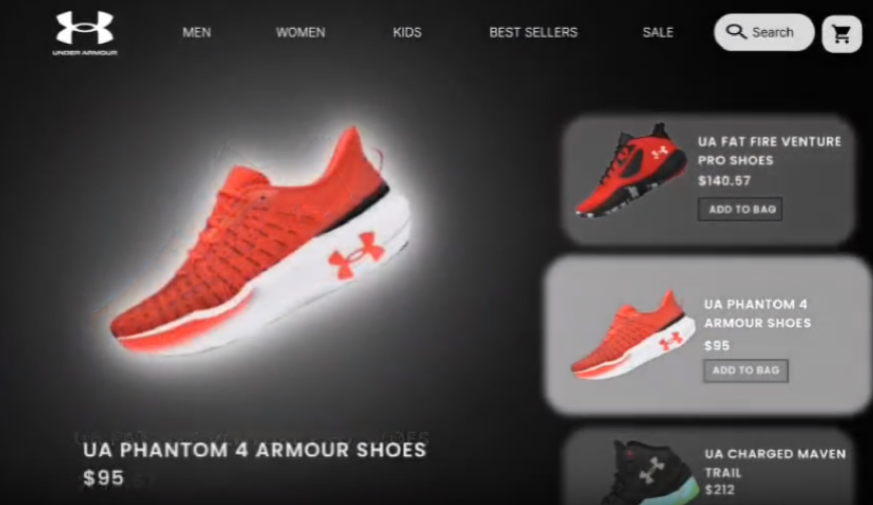 UNDER ARMOUR
MEN
WOMEN
KIDS
BEST SELLERS
SALE
Search
UA PHANTOM 4 ARMOUR SHOES
$95
UA FAT FIRE VENTURE
PRO SHOES
$140.57
ADD TO BAG
UA PHANTOM 4
ARMOUR SHOES
$95
ADD TO BAG
UA CHARGED MAVEN
TRAIL
$212